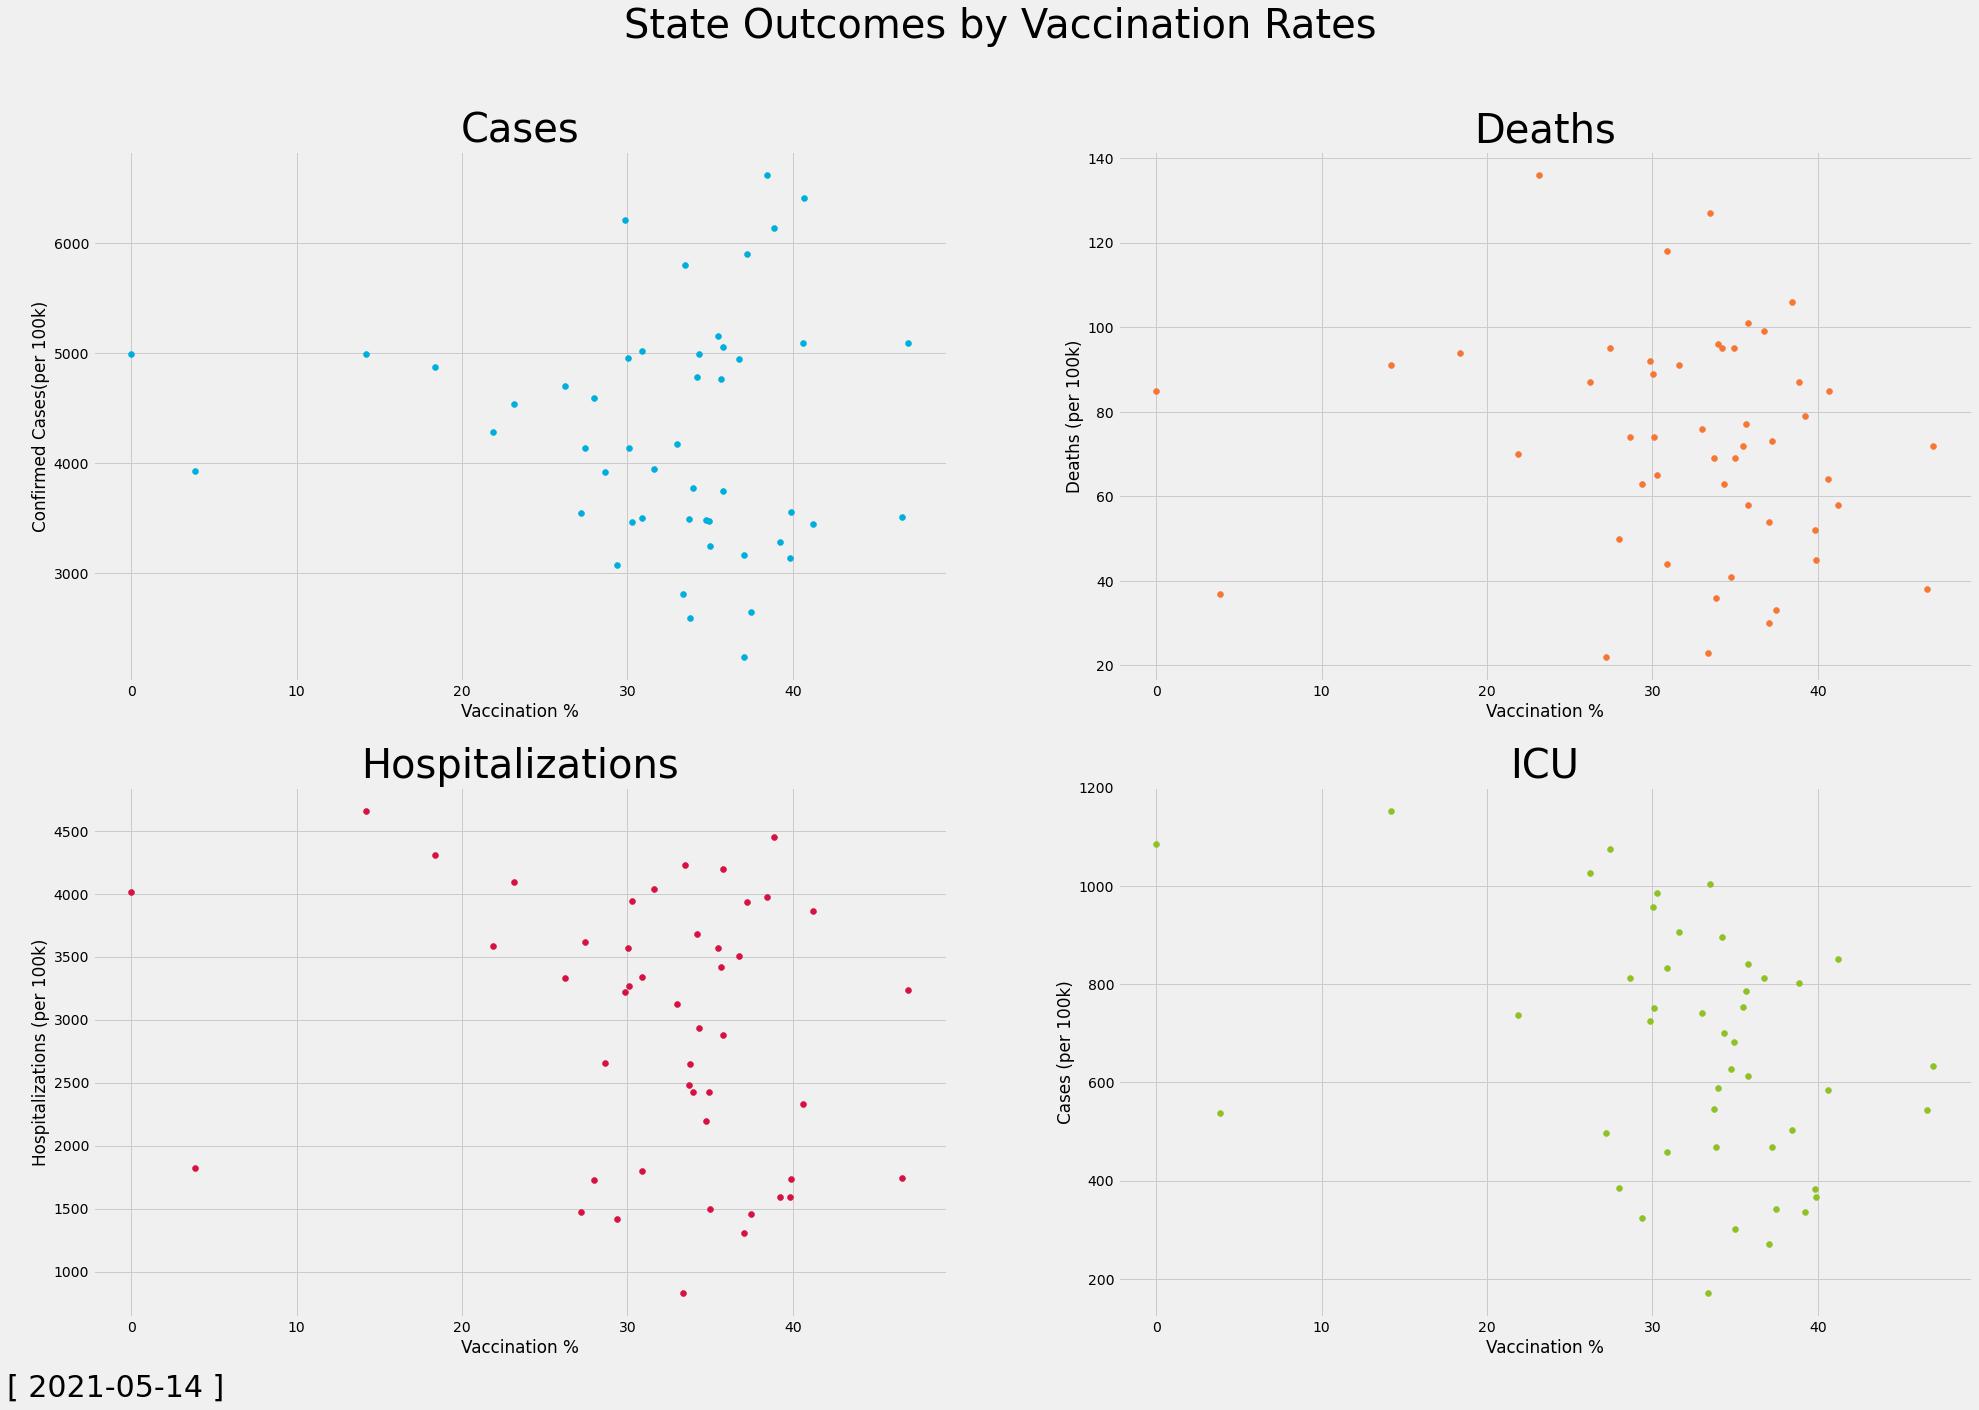 State Outcomes by Vaccination Rates
Cases
Confirmed Cases(per 100k)
6000
5000
4000
3000
0 10 20 30 40
Vaccination %
Deaths
Deaths (per 100k)
140
120
100
80
60
40
20
0 10 20 30 40
Vaccination %
Hospitalizations
Hospitalizations (per 100k)
4500
4000
3500
3000
2500
2000
1500
1000
0 10 20 30 40
Vaccination %
ICU
Cases (per 100k)
1200
1000
800
600
400
200
0 10 20 30 40
Vaccination %
[ 2021-05-14 ]